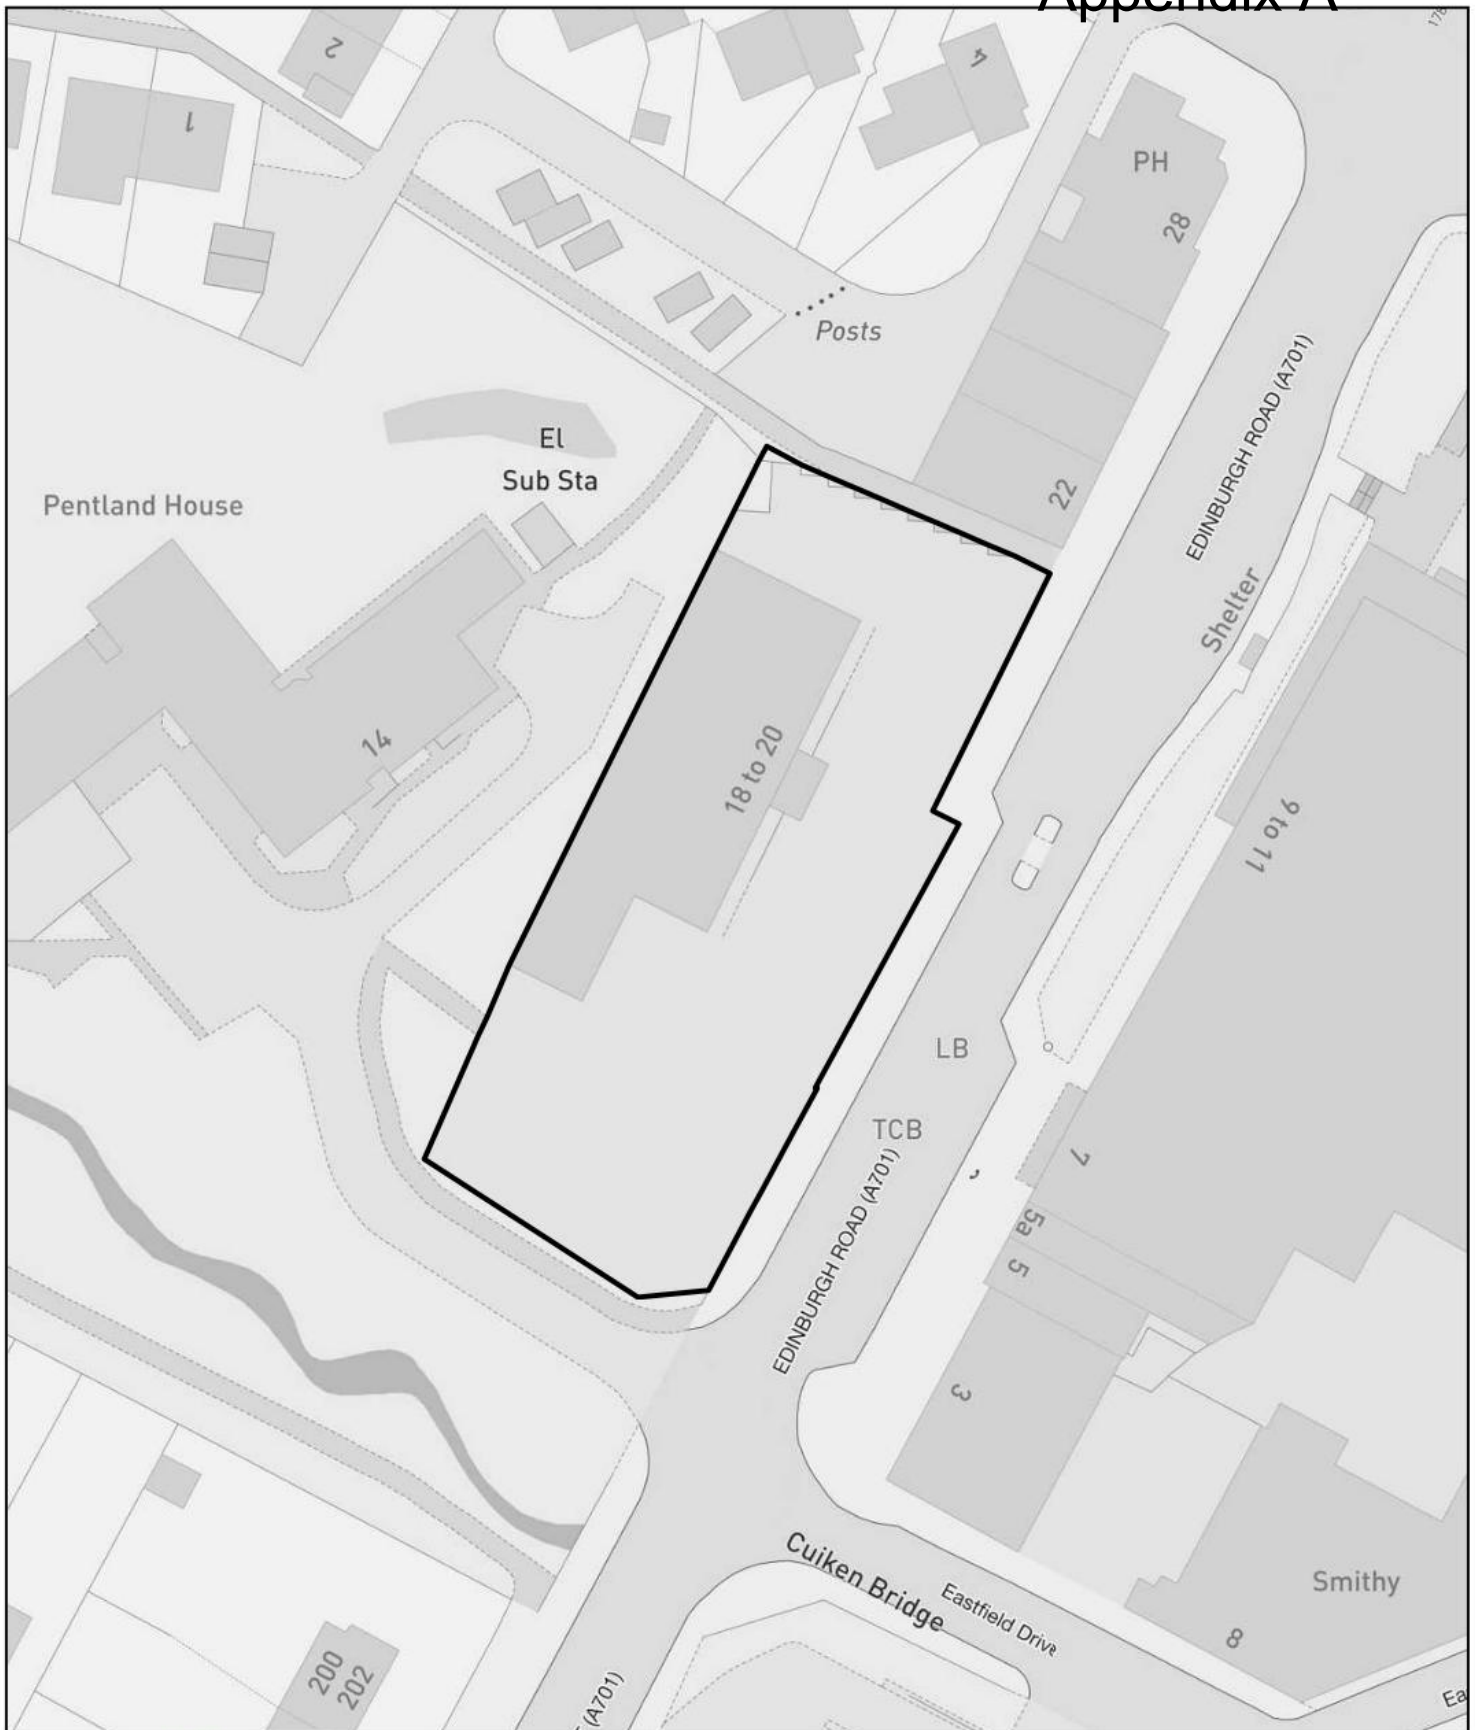 Appendix A
2
1
4
178
PH
28
Posts
22
El
Sub Sta
Pentland House
EDINBURGH ROAD (A701)
Shelter
14
18 to 20
9 to 11
LB
TCB
7
5a
5
EDINBURGH ROAD (A701)
3
Cuiken Bridge
Eastfield Drive
Smithy
8
200
202
(A701)
Ea